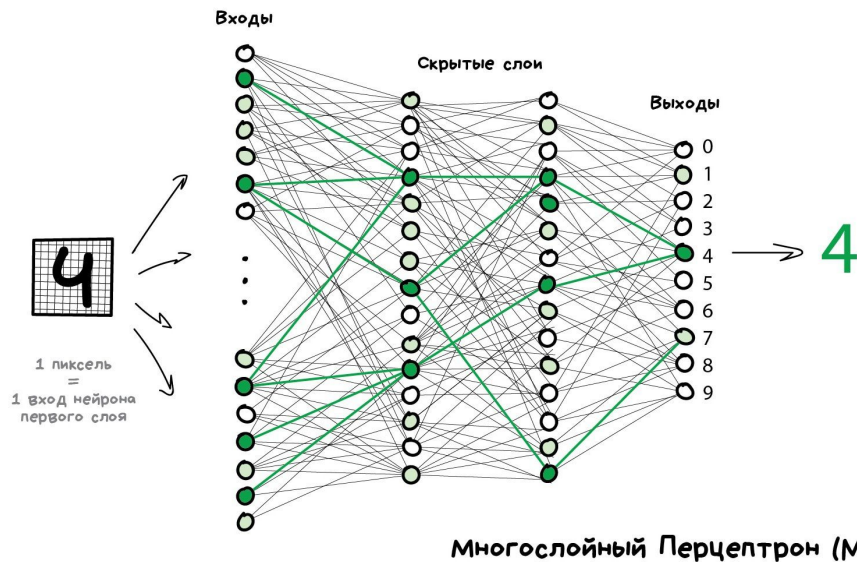 Входы
Скрытые слои
Выходы
0
1
2
3
4
5
6
7
8
9
4
4
1 пиксель
=
1 вход нейрона
первого слоя
Многослойный Перцептрон (М